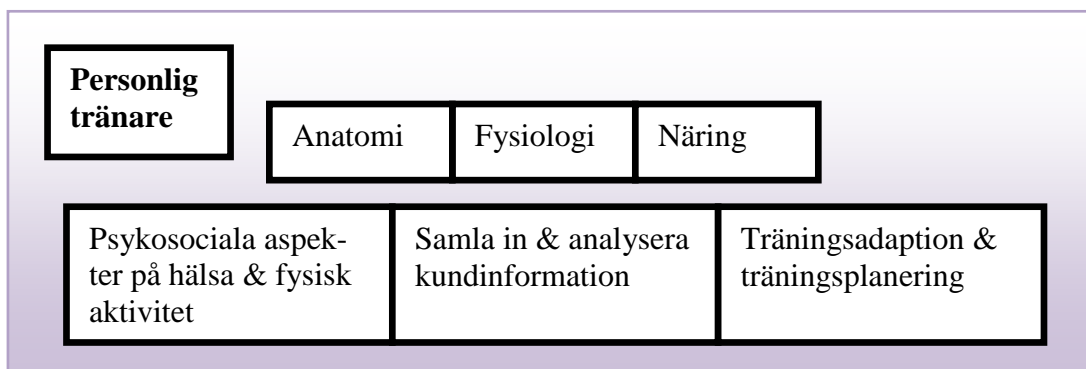 Personlig
tränare
Anatomi
Fysiologi
Näring
Psykosociala aspek-
ter på hälsa & fysisk
aktivitet
Samla in & analysera
kundinformation
Träningsadaption &
träningsplanering